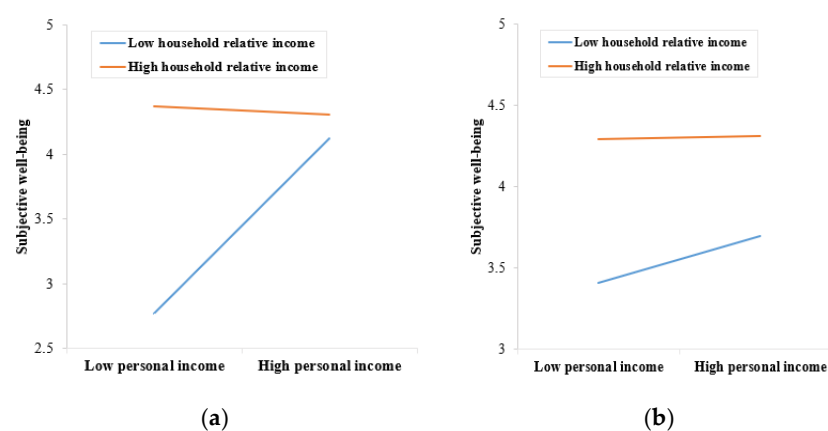 5
4.5
4
3.5
3
2.5
Subjective well-being
Low household relative income
High household relative income
Low personal income
High personal income
(a)
5
4.5
4
3.5
3
Subjective well-being
Low household relative income
High household relative income
Low personal income
High personal income
(b)